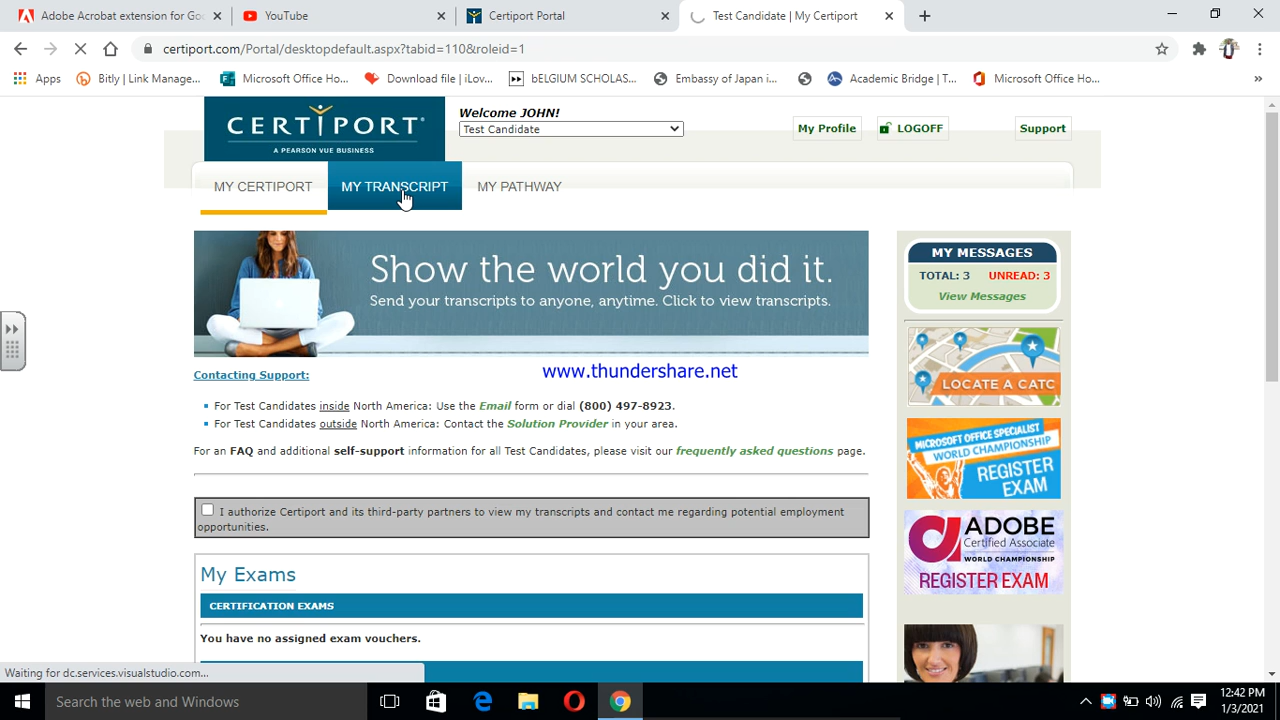 Adobe Acrobat extension for Go
YouTube
Certiport Portal
Test Candidate | My Certiport
certiport.com/Portal/desktopdefault.aspx?tabid=110&roleid=1
Apps
Bitly | Link Manage...
Microsoft Office Ho...
Download file | iLov...
bELGIUM SCHOLAS...
Embassy of Japan i...
Academic Bridge | T...
Microsoft Office Ho...
CERTIPORT®
A PEARSON VUE BUSINESS
Welcome JOHN!
Test Candidate
My Profile
LOGOFF
Support
MY CERTIPORT
MY TRANSCRIPT
MY PATHWAY
Show the world you did it.
Send your transcripts to anyone, anytime. Click to view transcripts.
MY MESSAGES
TOTAL: 3 UNREAD: 3
View Messages
www.thundershare.net
Contacting Support:
For Test Candidates inside North America: Use the Email form or dial (800) 497-8923.
For Test Candidates outside North America: Contact the Solution Provider in your area.
For an FAQ and additional self-support information for all Test Candidates, please visit our frequently asked questions page.
LOCATE A CATC
MICROSOFT OFFICE SPECIALIST
WORLD CHAMPIONSHIP
REGISTER
EXAM
I authorize Certiport and its third-party partners to view my transcripts and contact me regarding potential employment
opportunities.
ADOBE
Certified Associate
WORLD CHAMPIONSHIP
REGISTER EXAM
My Exams
CERTIFICATION EXAMS
You have no assigned exam vouchers.
Waiting for dc.services.visualstudio.com...
Search the web and Windows
12:42 PM
1/3/2021